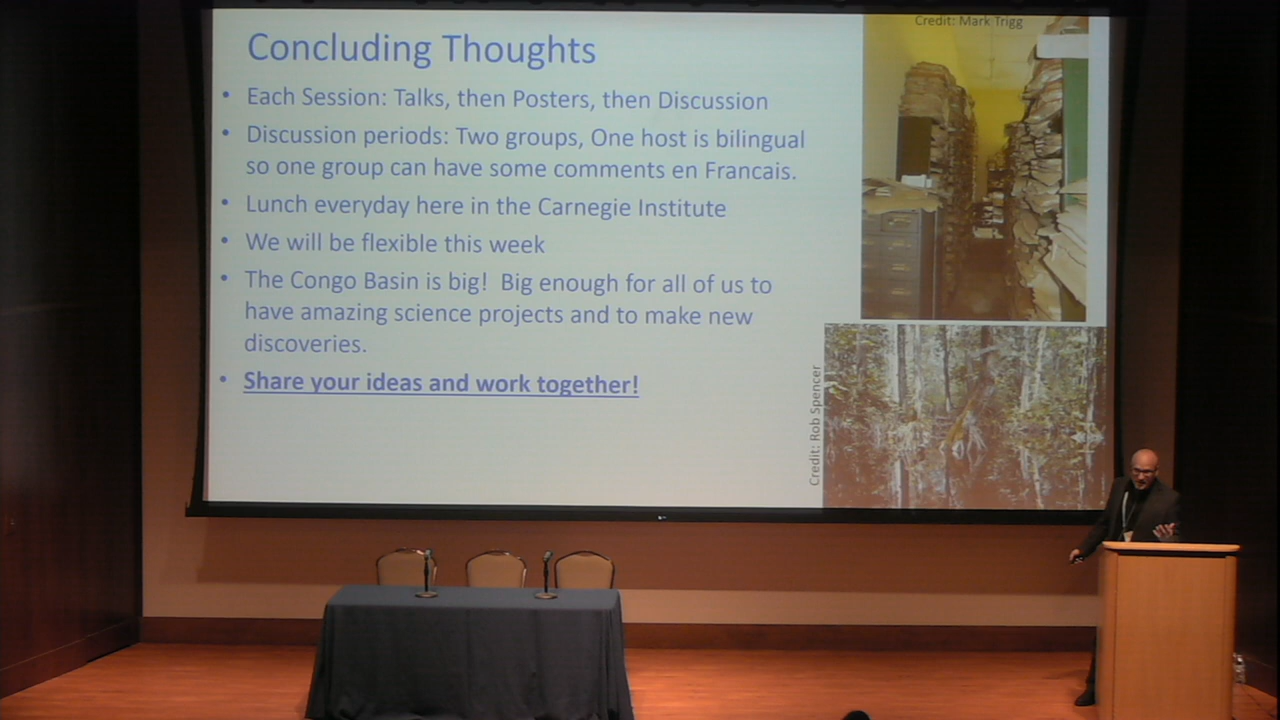 Credit: Mark Trigg
Concluding Thoughts
• Each Session: Talks, then Posters, then Discussion
• Discussion periods: Two groups, One host is bilingual
so one group can have some comments en Francais.
• Lunch everyday here in the Carnegie Institute
• We will be flexible this week
• The Congo Basin is big!  Big enough for all of us to
have amazing science projects and to make new
discoveries.
• Share your ideas and work together!
Credit: Rob Spencer